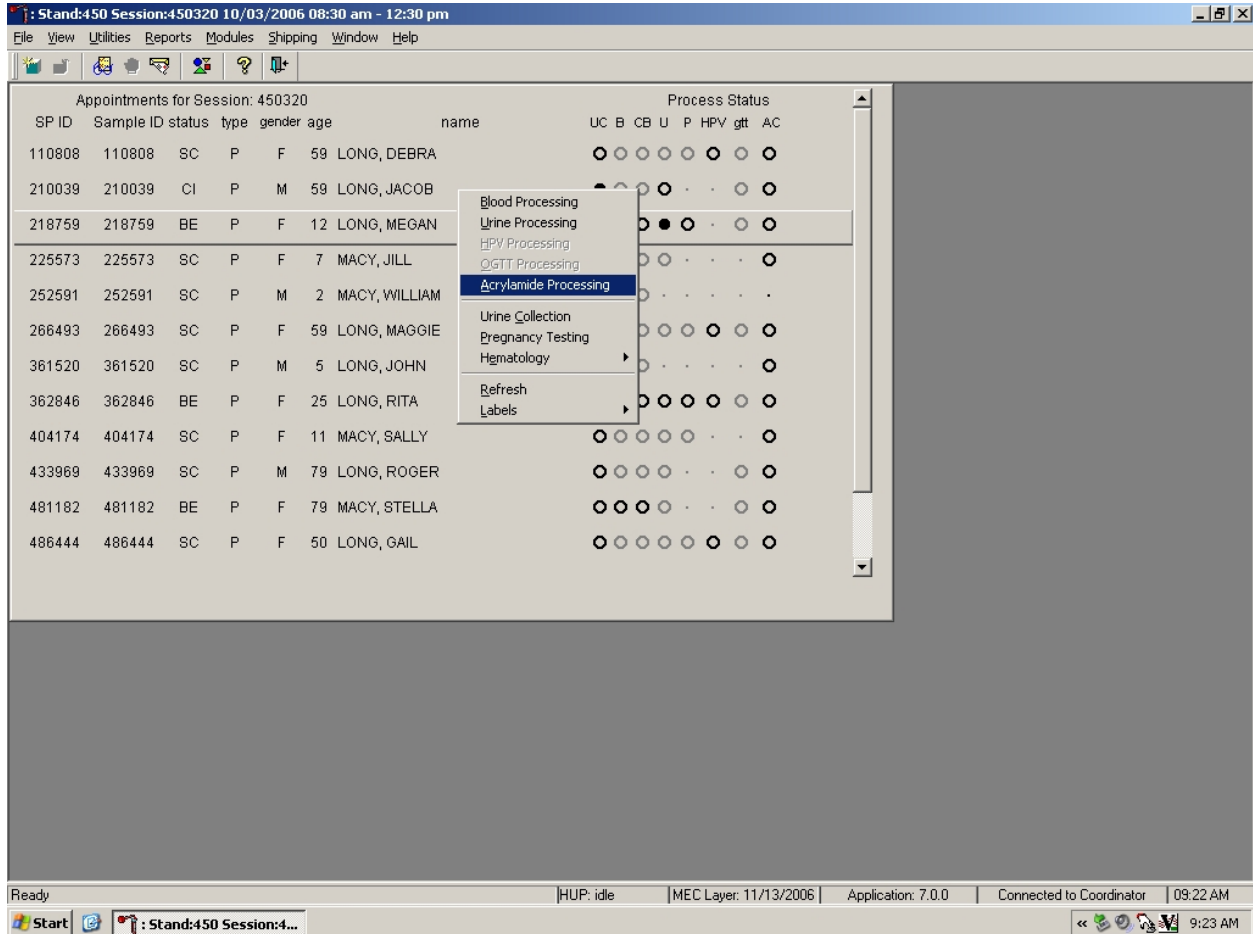 : Stand:450 Session:450320 10/03/2006 08:30 am - 12:30 pm
File View Utilities Reports Modules Shipping Window Help
Appointments for Session: 450320 Process Status
SP ID Sample ID status type gender age name UC B CB U P HPV gtt AC
110808 110808 SC P F 59 LONG, DEBRA
210039 210039 CI P M 59 LONG, JACOB
218759 218759 BE P F 12 LONG, MEGAN
225573 225573 SC P F 7 MACY, JILL
252591 252591 SC P M 2 MACY, WILLIAM
266493 266493 SC P F 59 LONG, MAGGIE
361520 361520 SC P M 5 LONG, JOHN
362846 362846 BE P F 25 LONG, RITA
404174 404174 SC P F 11 MACY, SALLY
433969 433969 SC P M 79 LONG, ROGER
481182 481182 BE P F 79 MACY, STELLA
486444 486444 SC P F 50 LONG, GAIL
Blood Processing
Urine Processing
HPV Processing
OGTT Processing
Acrylamide Processing
Urine Collection
Pregnancy Testing
Hematology
Refresh
Labels
Ready HUP: idle MEC Layer: 11/13/2006 Application: 7.0.0 Connected to Coordinator 09:22 AM
Start : Stand:450 Session:4... « 9:23 AM